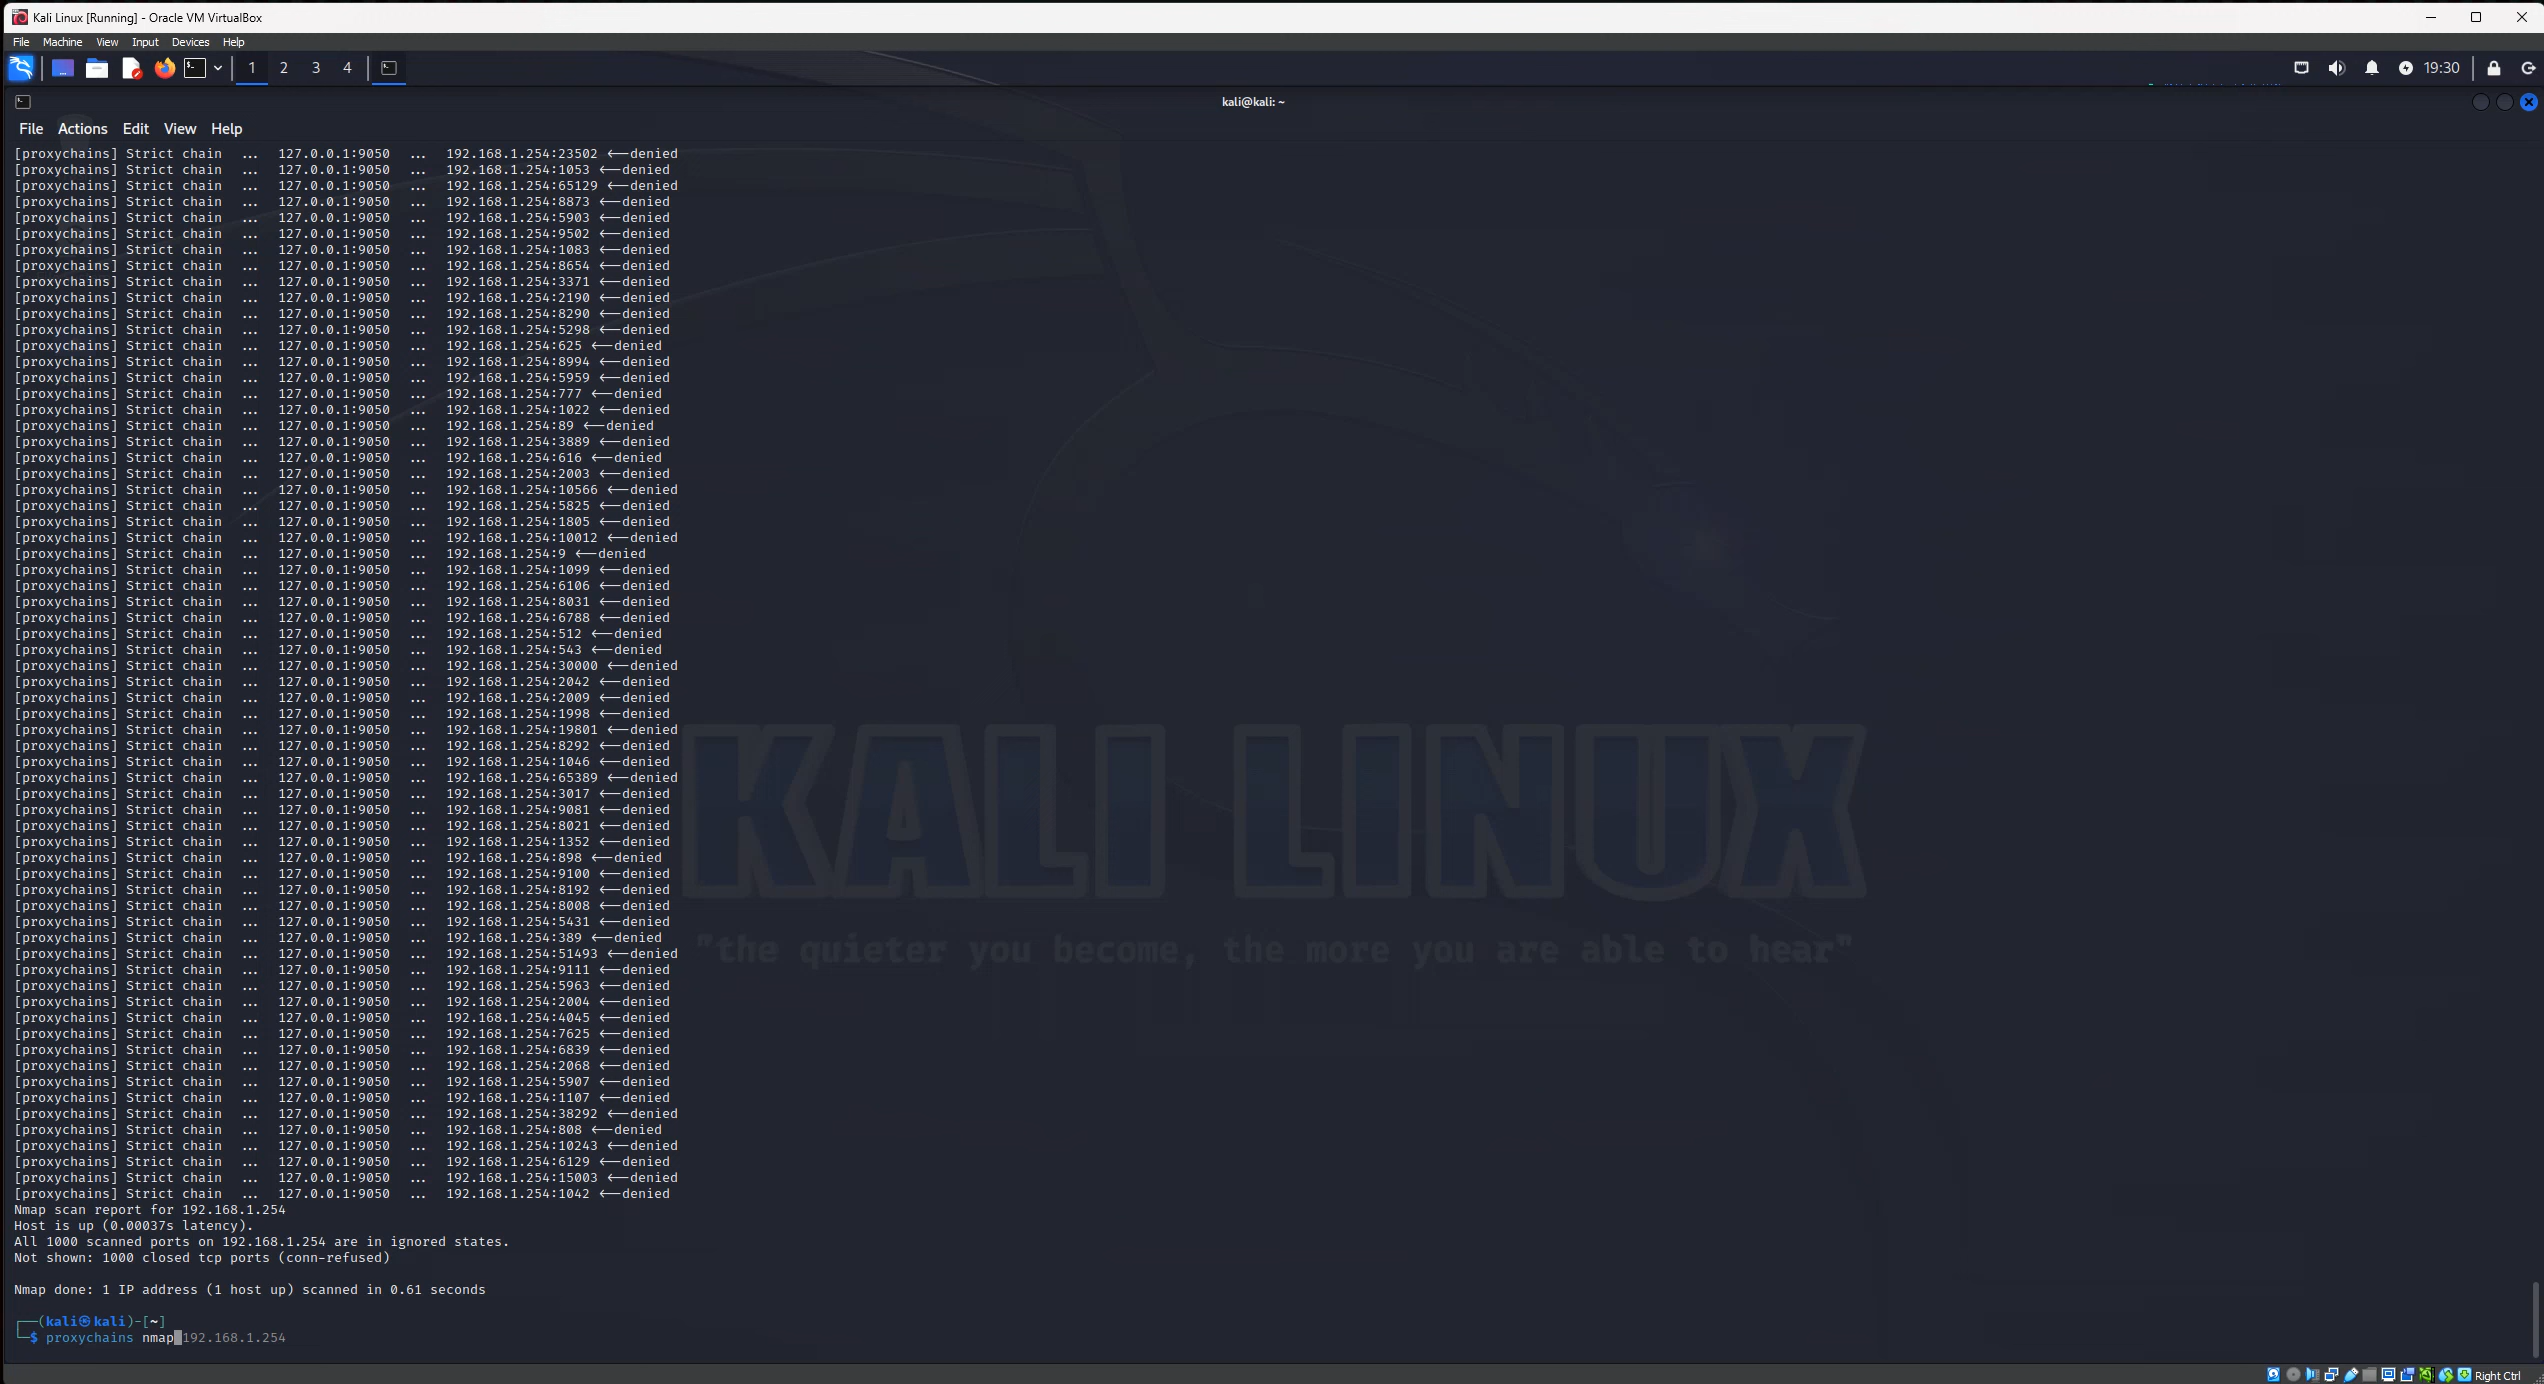 Kali Linux [Running] - Oracle VM VirtualBox
File Machine View Input Devices Help
1 2 3 4 19:30
kali@kali: ~
File Actions Edit View Help
[proxychains] Strict chain ... 127.0.0.1:9050 ... 192.168.1.254:23502 <--denied
[proxychains] Strict chain ... 127.0.0.1:9050 ... 192.168.1.254:1053 <--denied
[proxychains] Strict chain ... 127.0.0.1:9050 ... 192.168.1.254:65129 <--denied
[proxychains] Strict chain ... 127.0.0.1:9050 ... 192.168.1.254:8873 <--denied
[proxychains] Strict chain ... 127.0.0.1:9050 ... 192.168.1.254:5903 <--denied
[proxychains] Strict chain ... 127.0.0.1:9050 ... 192.168.1.254:9502 <--denied
[proxychains] Strict chain ... 127.0.0.1:9050 ... 192.168.1.254:1083 <--denied
[proxychains] Strict chain ... 127.0.0.1:9050 ... 192.168.1.254:8654 <--denied
[proxychains] Strict chain ... 127.0.0.1:9050 ... 192.168.1.254:3371 <--denied
[proxychains] Strict chain ... 127.0.0.1:9050 ... 192.168.1.254:2190 <--denied
[proxychains] Strict chain ... 127.0.0.1:9050 ... 192.168.1.254:8290 <--denied
[proxychains] Strict chain ... 127.0.0.1:9050 ... 192.168.1.254:5298 <--denied
[proxychains] Strict chain ... 127.0.0.1:9050 ... 192.168.1.254:625 <--denied
[proxychains] Strict chain ... 127.0.0.1:9050 ... 192.168.1.254:8994 <--denied
[proxychains] Strict chain ... 127.0.0.1:9050 ... 192.168.1.254:5959 <--denied
[proxychains] Strict chain ... 127.0.0.1:9050 ... 192.168.1.254:777 <--denied
[proxychains] Strict chain ... 127.0.0.1:9050 ... 192.168.1.254:1022 <--denied
[proxychains] Strict chain ... 127.0.0.1:9050 ... 192.168.1.254:89 <--denied
[proxychains] Strict chain ... 127.0.0.1:9050 ... 192.168.1.254:3889 <--denied
[proxychains] Strict chain ... 127.0.0.1:9050 ... 192.168.1.254:616 <--denied
[proxychains] Strict chain ... 127.0.0.1:9050 ... 192.168.1.254:2003 <--denied
[proxychains] Strict chain ... 127.0.0.1:9050 ... 192.168.1.254:10566 <--denied
[proxychains] Strict chain ... 127.0.0.1:9050 ... 192.168.1.254:5825 <--denied
[proxychains] Strict chain ... 127.0.0.1:9050 ... 192.168.1.254:1805 <--denied
[proxychains] Strict chain ... 127.0.0.1:9050 ... 192.168.1.254:10012 <--denied
[proxychains] Strict chain ... 127.0.0.1:9050 ... 192.168.1.254:9 <--denied
[proxychains] Strict chain ... 127.0.0.1:9050 ... 192.168.1.254:1099 <--denied
[proxychains] Strict chain ... 127.0.0.1:9050 ... 192.168.1.254:6106 <--denied
[proxychains] Strict chain ... 127.0.0.1:9050 ... 192.168.1.254:8031 <--denied
[proxychains] Strict chain ... 127.0.0.1:9050 ... 192.168.1.254:6788 <--denied
[proxychains] Strict chain ... 127.0.0.1:9050 ... 192.168.1.254:512 <--denied
[proxychains] Strict chain ... 127.0.0.1:9050 ... 192.168.1.254:543 <--denied
[proxychains] Strict chain ... 127.0.0.1:9050 ... 192.168.1.254:30000 <--denied
[proxychains] Strict chain ... 127.0.0.1:9050 ... 192.168.1.254:2042 <--denied
[proxychains] Strict chain ... 127.0.0.1:9050 ... 192.168.1.254:2009 <--denied
[proxychains] Strict chain ... 127.0.0.1:9050 ... 192.168.1.254:1998 <--denied
[proxychains] Strict chain ... 127.0.0.1:9050 ... 192.168.1.254:19801 <--denied
[proxychains] Strict chain ... 127.0.0.1:9050 ... 192.168.1.254:8292 <--denied
[proxychains] Strict chain ... 127.0.0.1:9050 ... 192.168.1.254:1046 <--denied
[proxychains] Strict chain ... 127.0.0.1:9050 ... 192.168.1.254:65389 <--denied
[proxychains] Strict chain ... 127.0.0.1:9050 ... 192.168.1.254:3017 <--denied
[proxychains] Strict chain ... 127.0.0.1:9050 ... 192.168.1.254:9081 <--denied
[proxychains] Strict chain ... 127.0.0.1:9050 ... 192.168.1.254:8021 <--denied
[proxychains] Strict chain ... 127.0.0.1:9050 ... 192.168.1.254:1352 <--denied
KALI LINUX
[proxychains] Strict chain ... 127.0.0.1:9050 ... 192.168.1.254:898 <--denied
[proxychains] Strict chain ... 127.0.0.1:9050 ... 192.168.1.254:9100 <--denied
[proxychains] Strict chain ... 127.0.0.1:9050 ... 192.168.1.254:8192 <--denied
[proxychains] Strict chain ... 127.0.0.1:9050 ... 192.168.1.254:8008 <--denied
[proxychains] Strict chain ... 127.0.0.1:9050 ... 192.168.1.254:5431 <--denied
[proxychains] Strict chain ... 127.0.0.1:9050 ... 192.168.1.254:389 <--denied
"the quieter you become, the more you are able to hear"
[proxychains] Strict chain ... 127.0.0.1:9050 ... 192.168.1.254:51493 <--denied
[proxychains] Strict chain ... 127.0.0.1:9050 ... 192.168.1.254:9111 <--denied
[proxychains] Strict chain ... 127.0.0.1:9050 ... 192.168.1.254:5963 <--denied
[proxychains] Strict chain ... 127.0.0.1:9050 ... 192.168.1.254:2004 <--denied
[proxychains] Strict chain ... 127.0.0.1:9050 ... 192.168.1.254:4045 <--denied
[proxychains] Strict chain ... 127.0.0.1:9050 ... 192.168.1.254:7625 <--denied
[proxychains] Strict chain ... 127.0.0.1:9050 ... 192.168.1.254:6839 <--denied
[proxychains] Strict chain ... 127.0.0.1:9050 ... 192.168.1.254:2068 <--denied
[proxychains] Strict chain ... 127.0.0.1:9050 ... 192.168.1.254:5907 <--denied
[proxychains] Strict chain ... 127.0.0.1:9050 ... 192.168.1.254:1107 <--denied
[proxychains] Strict chain ... 127.0.0.1:9050 ... 192.168.1.254:38292 <--denied
[proxychains] Strict chain ... 127.0.0.1:9050 ... 192.168.1.254:808 <--denied
[proxychains] Strict chain ... 127.0.0.1:9050 ... 192.168.1.254:10243 <--denied
[proxychains] Strict chain ... 127.0.0.1:9050 ... 192.168.1.254:6129 <--denied
[proxychains] Strict chain ... 127.0.0.1:9050 ... 192.168.1.254:15003 <--denied
[proxychains] Strict chain ... 127.0.0.1:9050 ... 192.168.1.254:1042 <--denied
Nmap scan report for 192.168.1.254
Host is up (0.00037s latency).
All 1000 scanned ports on 192.168.1.254 are in ignored states.
Not shown: 1000 closed tcp ports (conn-refused)
Nmap done: 1 IP address (1 host up) scanned in 0.61 seconds
┌──(kali㉿kali)-[~]
└─$ proxychains nmap 192.168.1.254
Right Ctrl